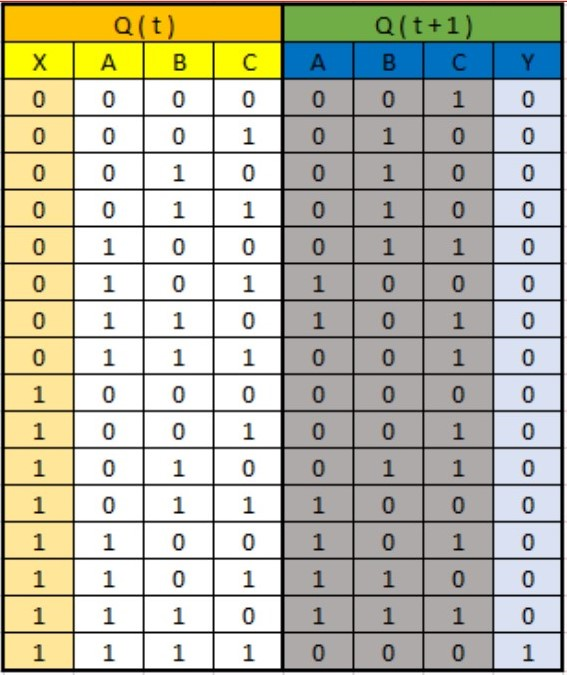 Q(t) Q(t+1)
X A B C A B C Y
0 0 0 0 0 0 1 0
0 0 0 1 0 1 0 0
0 0 1 0 0 1 0 0
0 0 1 1 0 1 0 0
0 1 0 0 0 1 1 0
0 1 0 1 1 0 0 0
0 1 1 0 1 0 1 0
0 1 1 1 0 0 1 0
1 0 0 0 0 0 0 0
1 0 0 1 0 0 1 0
1 0 1 0 0 1 1 0
1 0 1 1 1 0 0 0
1 1 0 0 1 0 1 0
1 1 0 1 1 1 0 0
1 1 1 0 1 1 1 0
1 1 1 1 0 0 0 1